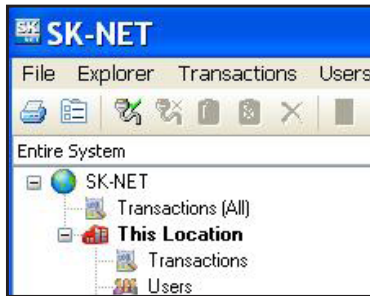 SK-NET
File Explorer Transactions Users
Entire System
SK-NET
Transactions (All)
This Location
Transactions
Users